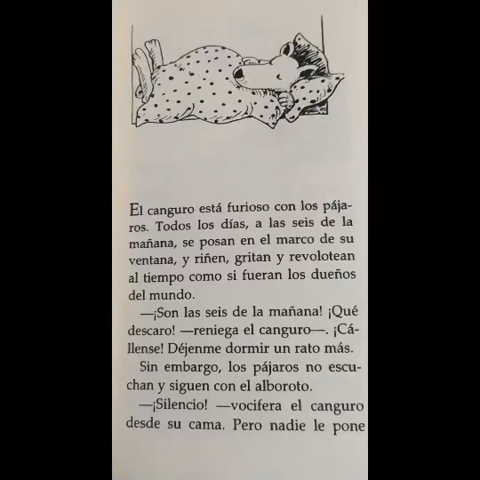 El canguro está furioso con los pája-
ros. Todos los días, a las seis de la
mañana, se posan en el marco de su
ventana, y riñen, gritan y revolotean
al tiempo como si fueran los dueños
del mundo.
—¡Son las seis de la mañana! ¡Qué
descaro! —reniega el canguro—. ¡Cá-
llense! Déjenme dormir un rato más.
Sin embargo, los pájaros no escu-
chan y siguen con el alboroto.
—¡Silencio! —vocifera el canguro
desde su cama. Pero nadie le pone